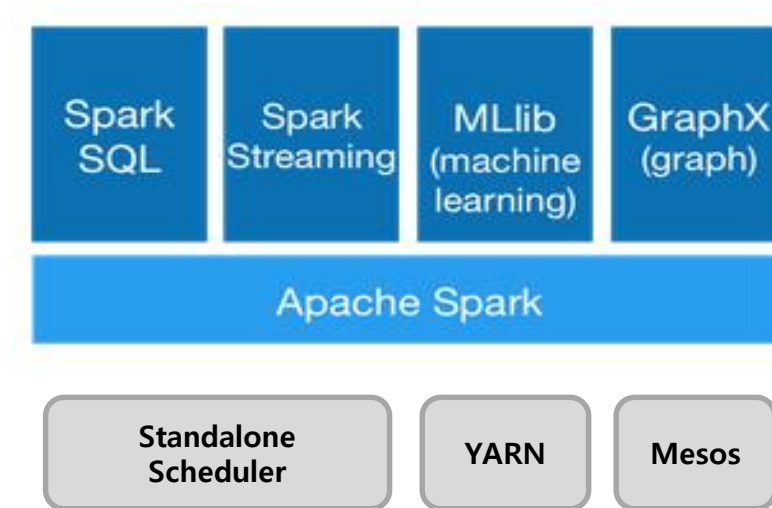 Spark
SQL
Spark
Streaming
MLlib
(machine
learning)
GraphX
(graph)
Apache Spark
Standalone
Scheduler
YARN
Mesos